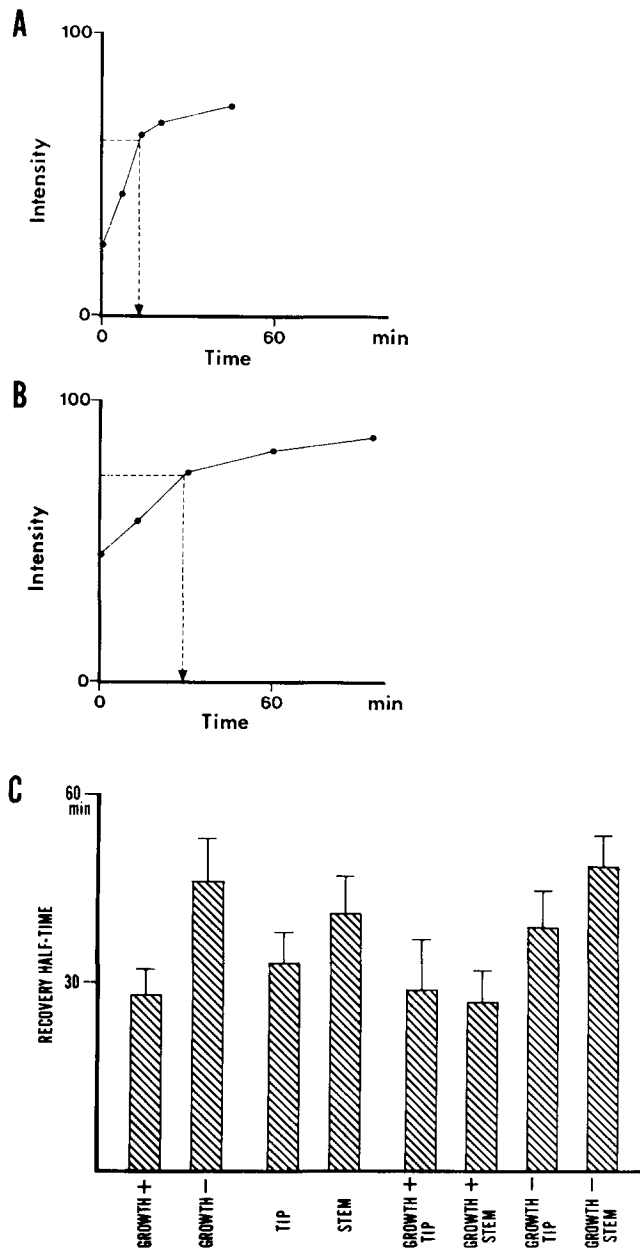 A
100
Intensity
0
0
60
min
Time
B
100
Intensity
0
0
60
min
Time
C
60
min
RECOVERY HALF-TIME
30
GROWTH +
GROWTH –
TIP
STEM
GROWTH +
TIP
GROWTH +
STEM
GROWTH –
TIP
GROWTH –
STEM